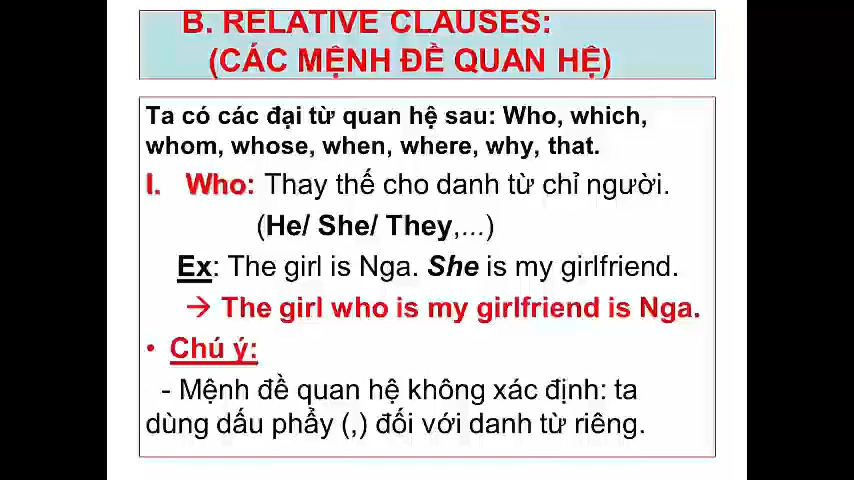 B. RELATIVE CLAUSES:
(CÁC MỆNH ĐỀ QUAN HỆ)
Ta có các đại từ quan hệ sau: Who, which,
whom, whose, when, where, why, that.
I. Who: Thay thế cho danh từ chỉ người.
(He/ She/ They,...)
Ex: The girl is Nga. She is my girlfriend.
→ The girl who is my girlfriend is Nga.
• Chú ý:
- Mệnh đề quan hệ không xác định: ta
dùng dấu phẩy (,) đối với danh từ riêng.